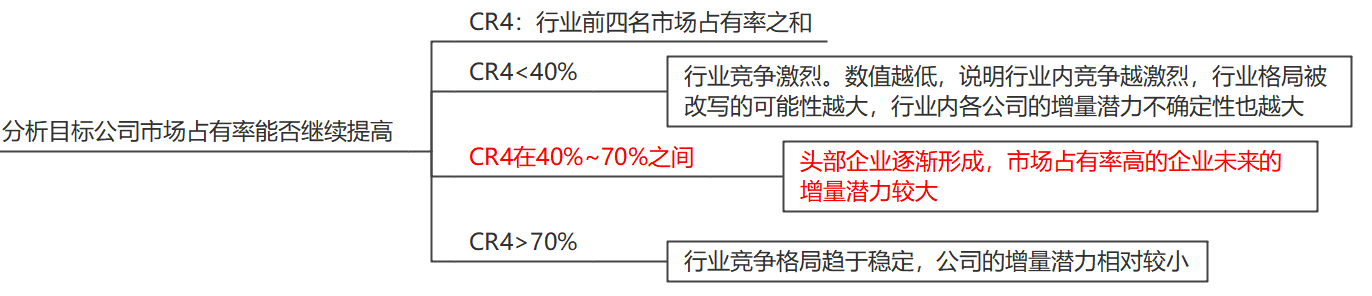 CR4：行业前四名市场占有率之和
CR4<40%
行业竞争激烈。数值越低，说明行业内竞争越激烈，行业格局被
改写的可能性越大，行业内各公司的增量潜力不确定性也越大
分析目标公司市场占有率能否继续提高
CR4在40%~70%之间
头部企业逐渐形成，市场占有率高的企业未来的
增量潜力较大
CR4>70%
行业竞争格局趋于稳定，公司的增量潜力相对较小